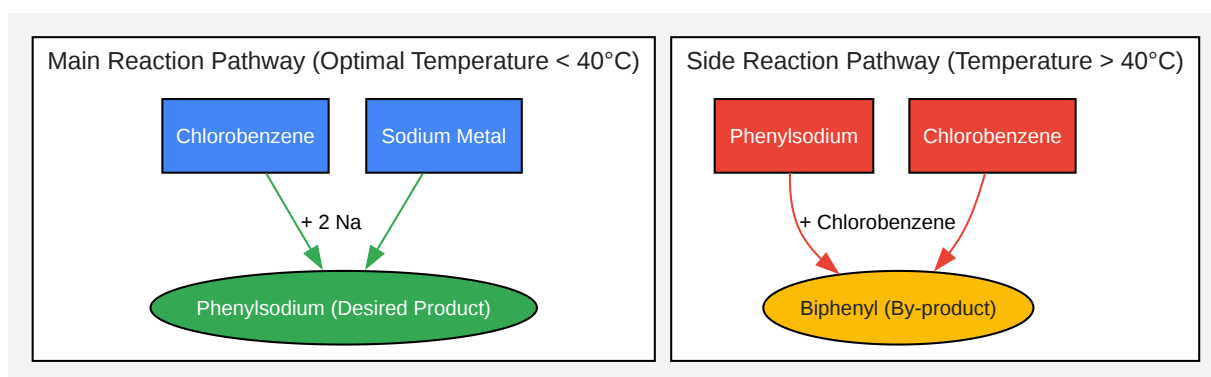 Main Reaction Pathway (Optimal Temperature < 40°C)
Chlorobenzene
Sodium Metal
+ 2 Na
Phenylsodium (Desired Product)
Side Reaction Pathway (Temperature > 40°C)
Phenylsodium
Chlorobenzene
+ Chlorobenzene
Biphenyl (By-product)